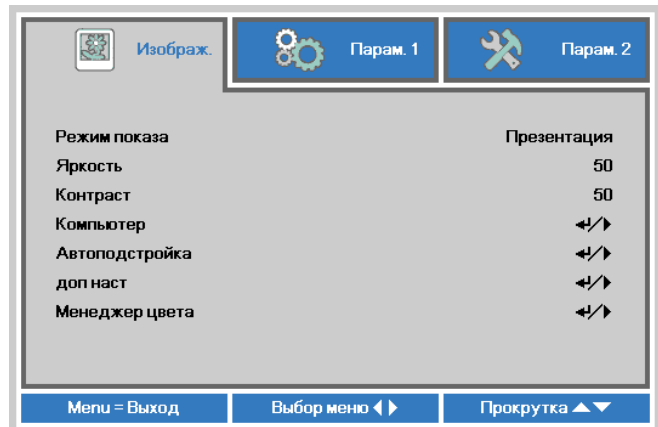 Изображ. Парам. 1 Парам. 2
Режим показа Презентация
Яркость 50
Контраст 50
Компьютер ↵/▶
Автоподстройка ↵/▶
доп наст ↵/▶
Менеджер цвета ↵/▶
Menu = Выход Выбор меню ◀▶ Прокрутка ▲▼